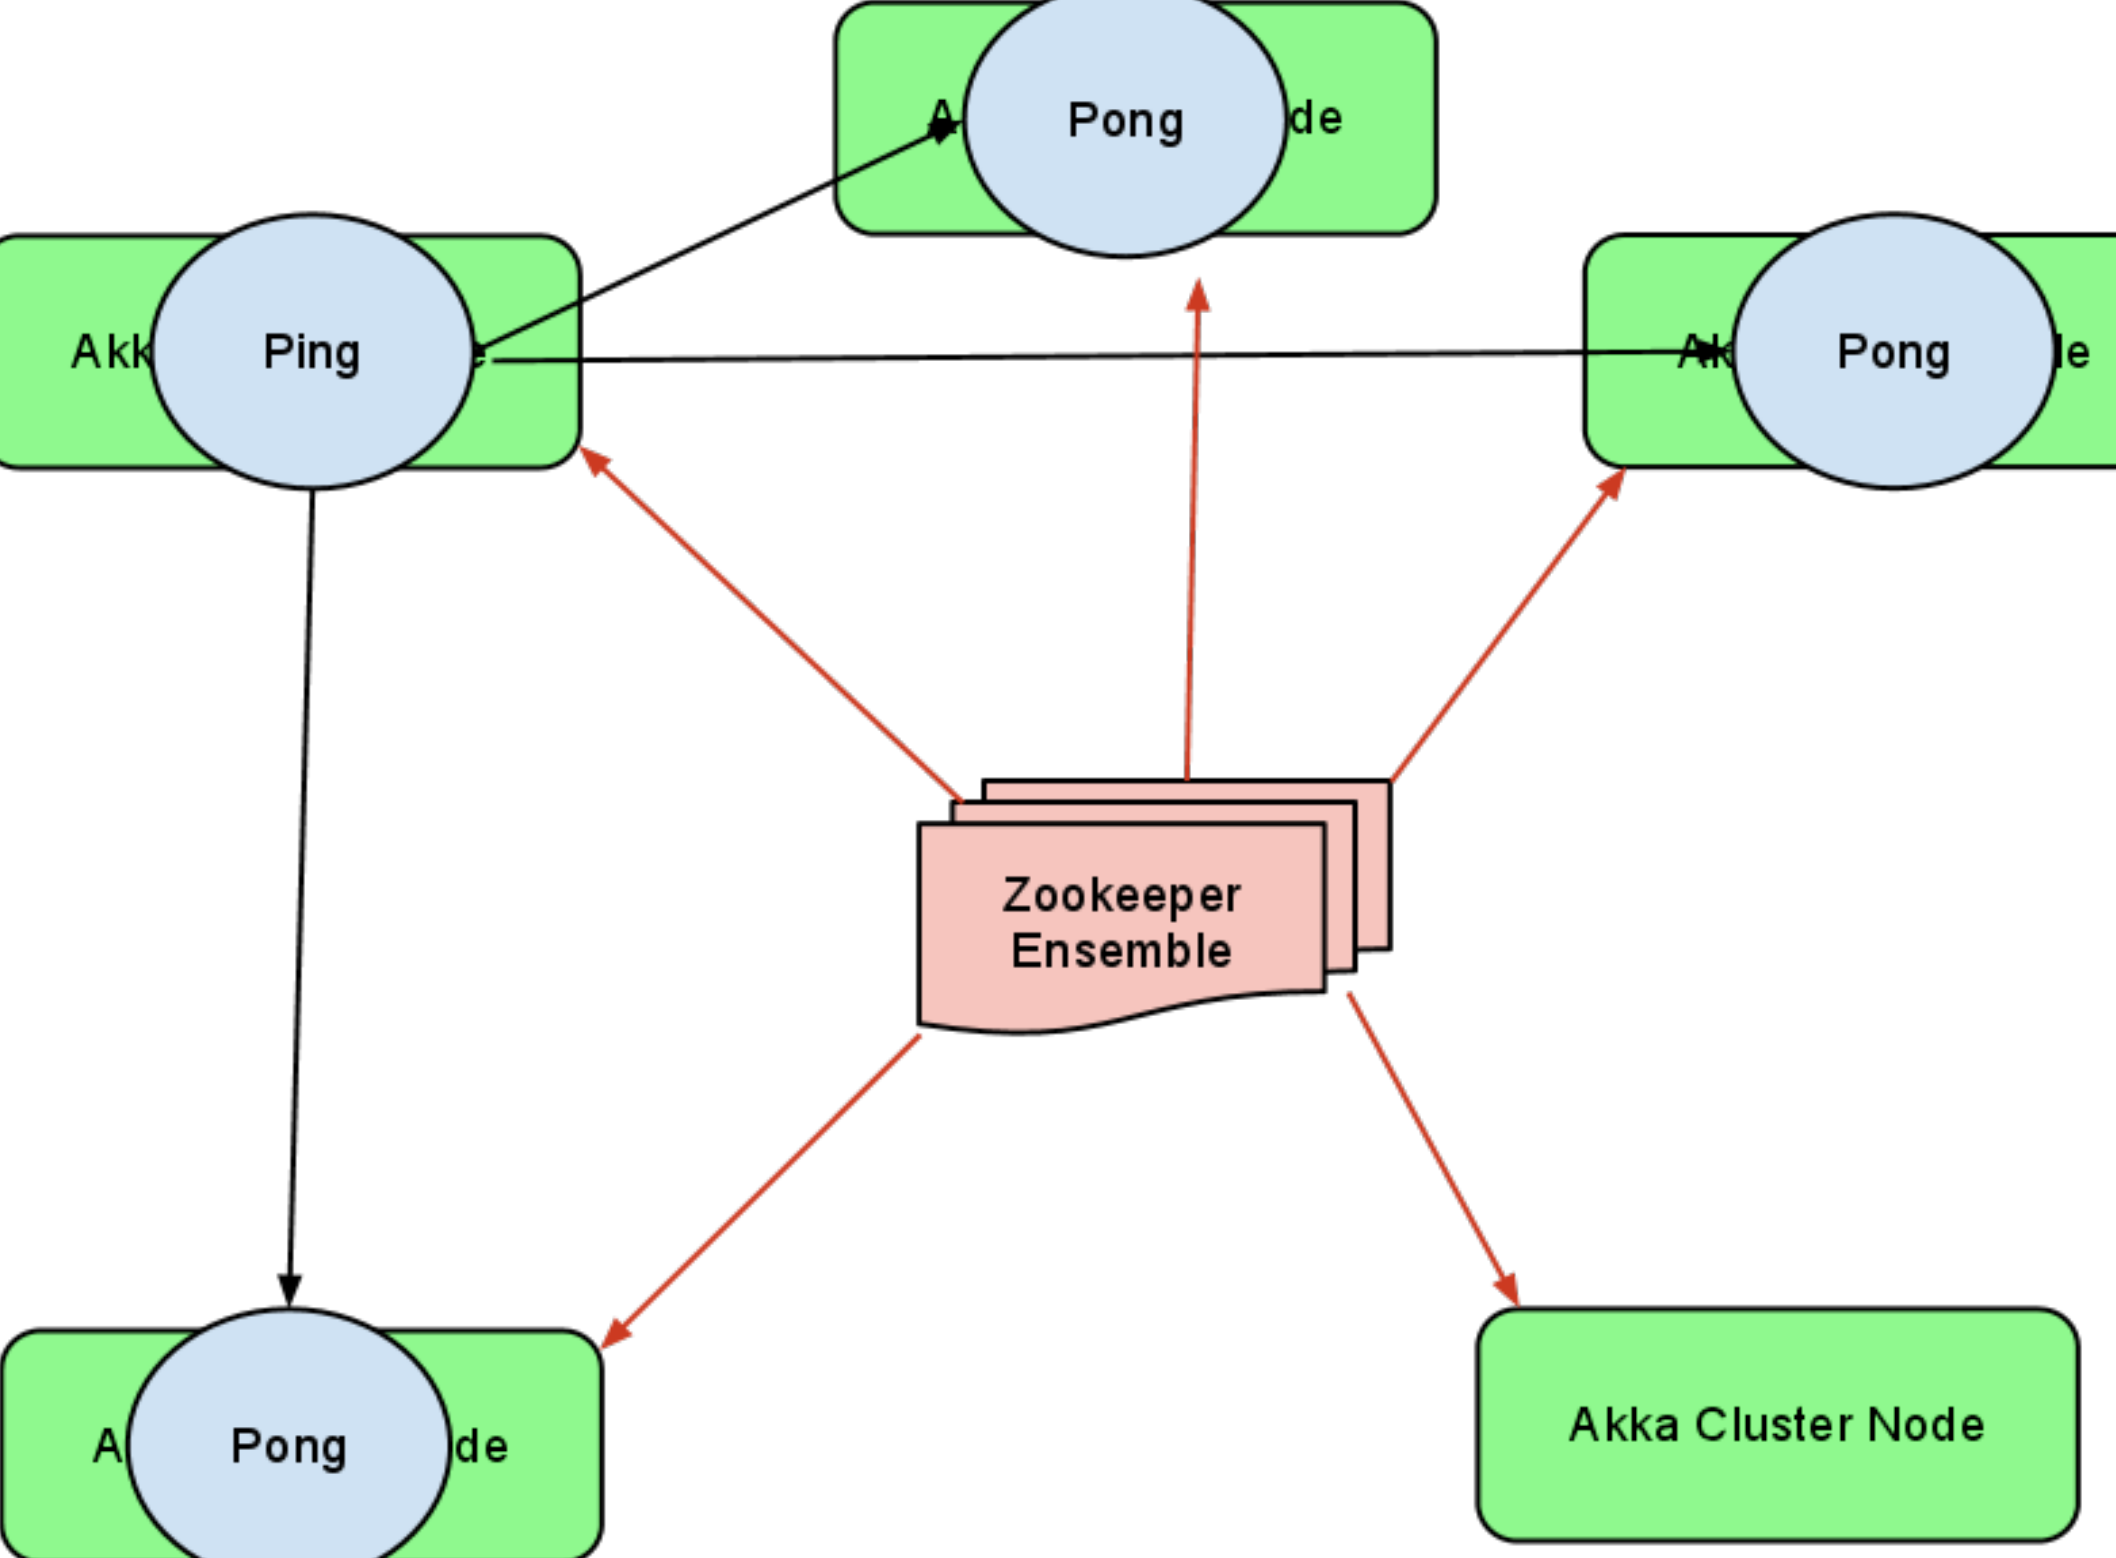 Pong
de
Ping
Akk
Pong
le
Zookeeper
Ensemble
A
Pong
de
Akka Cluster Node